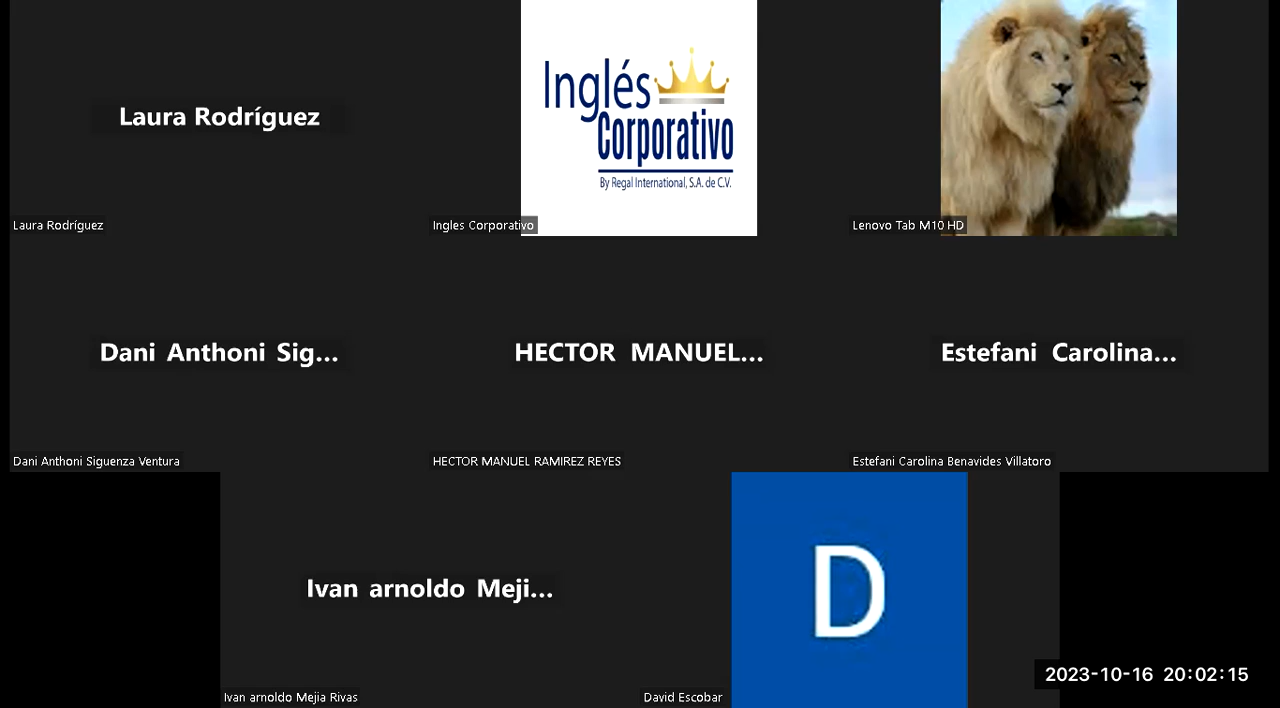 Laura Rodríguez
Laura Rodríguez
Inglés
Corporativo
By Regal International, S.A. de C.V.
Ingles Corporativo
Lenovo Tab M10 HD
Dani Anthoni Sig...
Dani Anthoni Siguenza Ventura
HECTOR MANUEL...
HECTOR MANUEL RAMIREZ REYES
Estefani Carolina...
Estefani Carolina Benavides Villatoro
Ivan arnoldo Meji...
Ivan arnoldo Mejia Rivas
D
David Escobar
2023-10-16 20:02:15